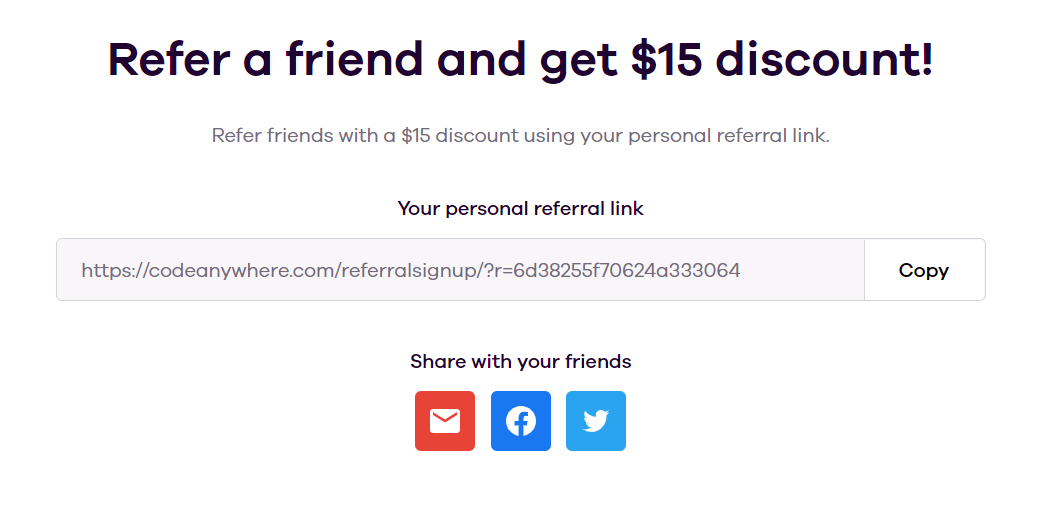 Refer a friend and get $15 discount!
Refer friends with a $15 discount using your personal referral link.
Your personal referral link
https://codeanywhere.com/referralsignup/?r=6d38255f70624a333064
Copy
Share with your friends